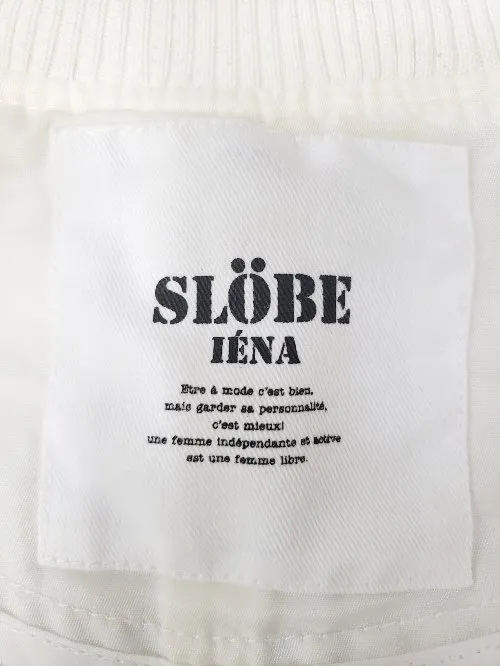 SLÖBE
IÉNA
Etre à mode c'est bien,
mais garder sa personnalité,
c'est mieux!
une femme indépendante et active
est une femme libre.